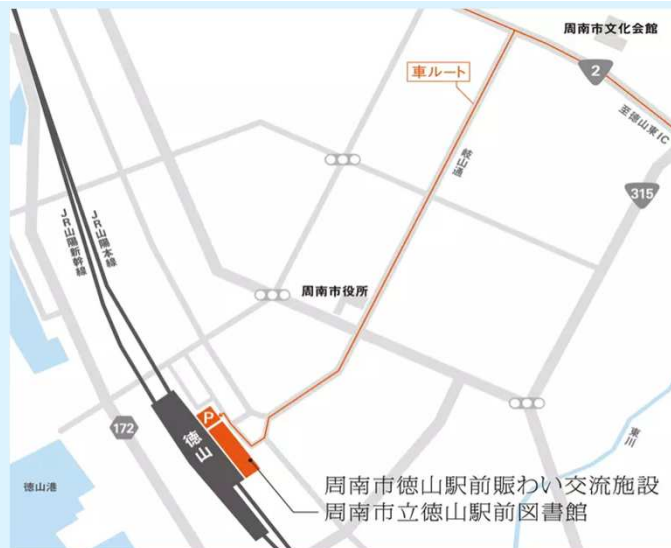 周南市文化会館
2
車ルート
至徳山東IC
岐山通
315
JR山陽本線
JR山陽新幹線
周南市役所
P
172
徳山
東川
徳山港
周南市徳山駅前賑わい交流施設
周南市立徳山駅前図書館